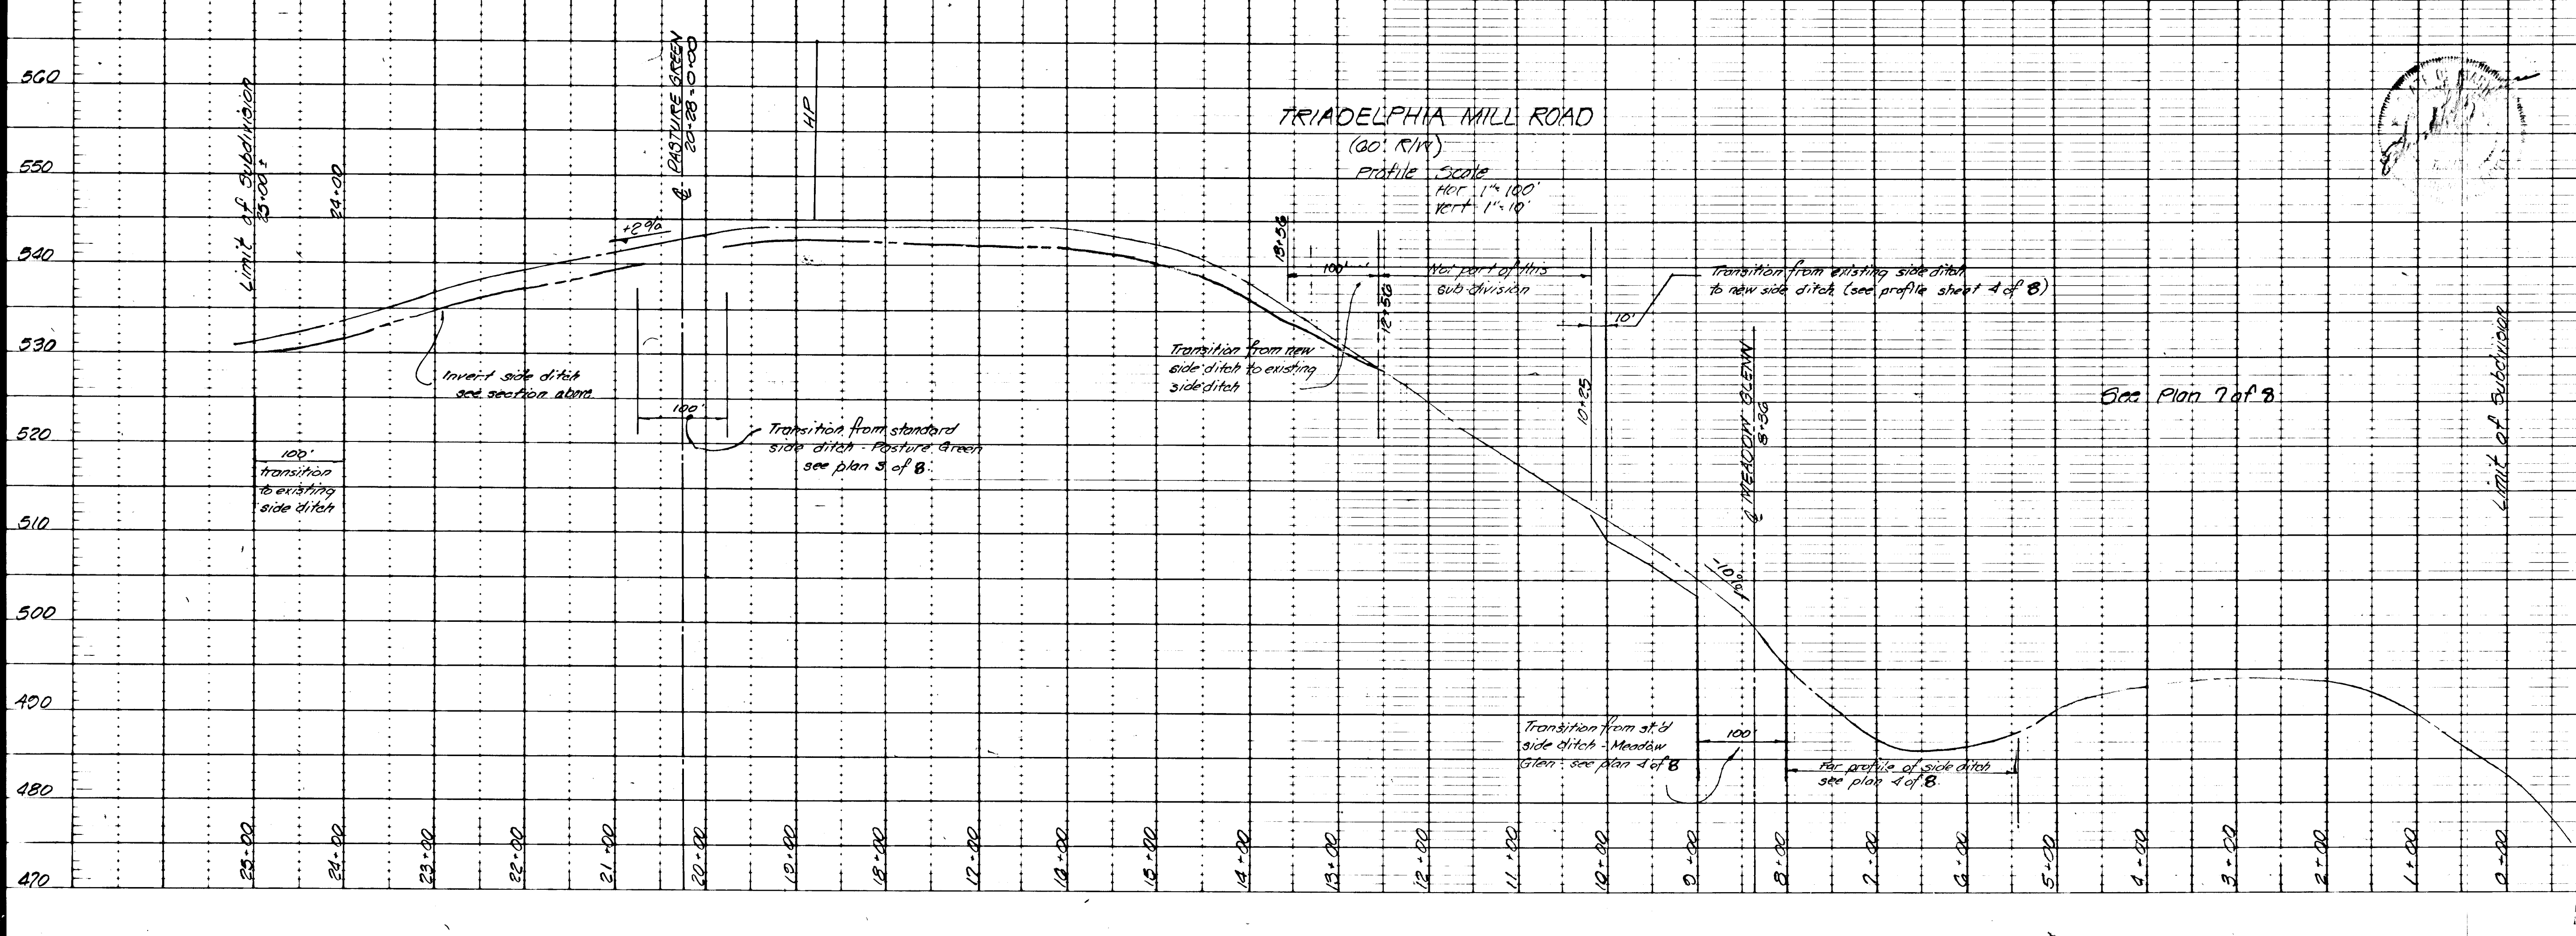 560
550
540
530
520
510
500
490
480
470
Limit of Subdivision
25+00±
24+00
100'
transition
to existing
side ditch
+2%
℄ PASTURE GREEN
20+28=0+00
HP
Invert side ditch
see section above
100'
Transition from standard
side ditch - Pasture Green
see plan 3 of 8.
TRIADELPHIA MILL ROAD
(60' R/W)
Profile Scale
Hor 1"=100'
Vert 1"=10'
13+56
100'
12+56
Not part of this
sub-division
Transition from new
side ditch to existing
side ditch
10+25
10'
Transition from existing side ditch
to new side ditch (see profile sheet 4 of 8)
℄ MEADOW GLENN
8+36
-10
Transition from st'd
side ditch - Meadow
Glen - see plan 4 of 8
100'
For profile of side ditch
see plan 4 of 8.
See Plan 7 of 8
Limit of Subdivision
25+00
24+00
23+00
22+00
21+00
20+00
19+00
18+00
17+00
16+00
15+00
14+00
13+00
12+00
11+00
10+00
9+00
8+00
7+00
6+00
5+00
4+00
3+00
2+00
1+00
0+00